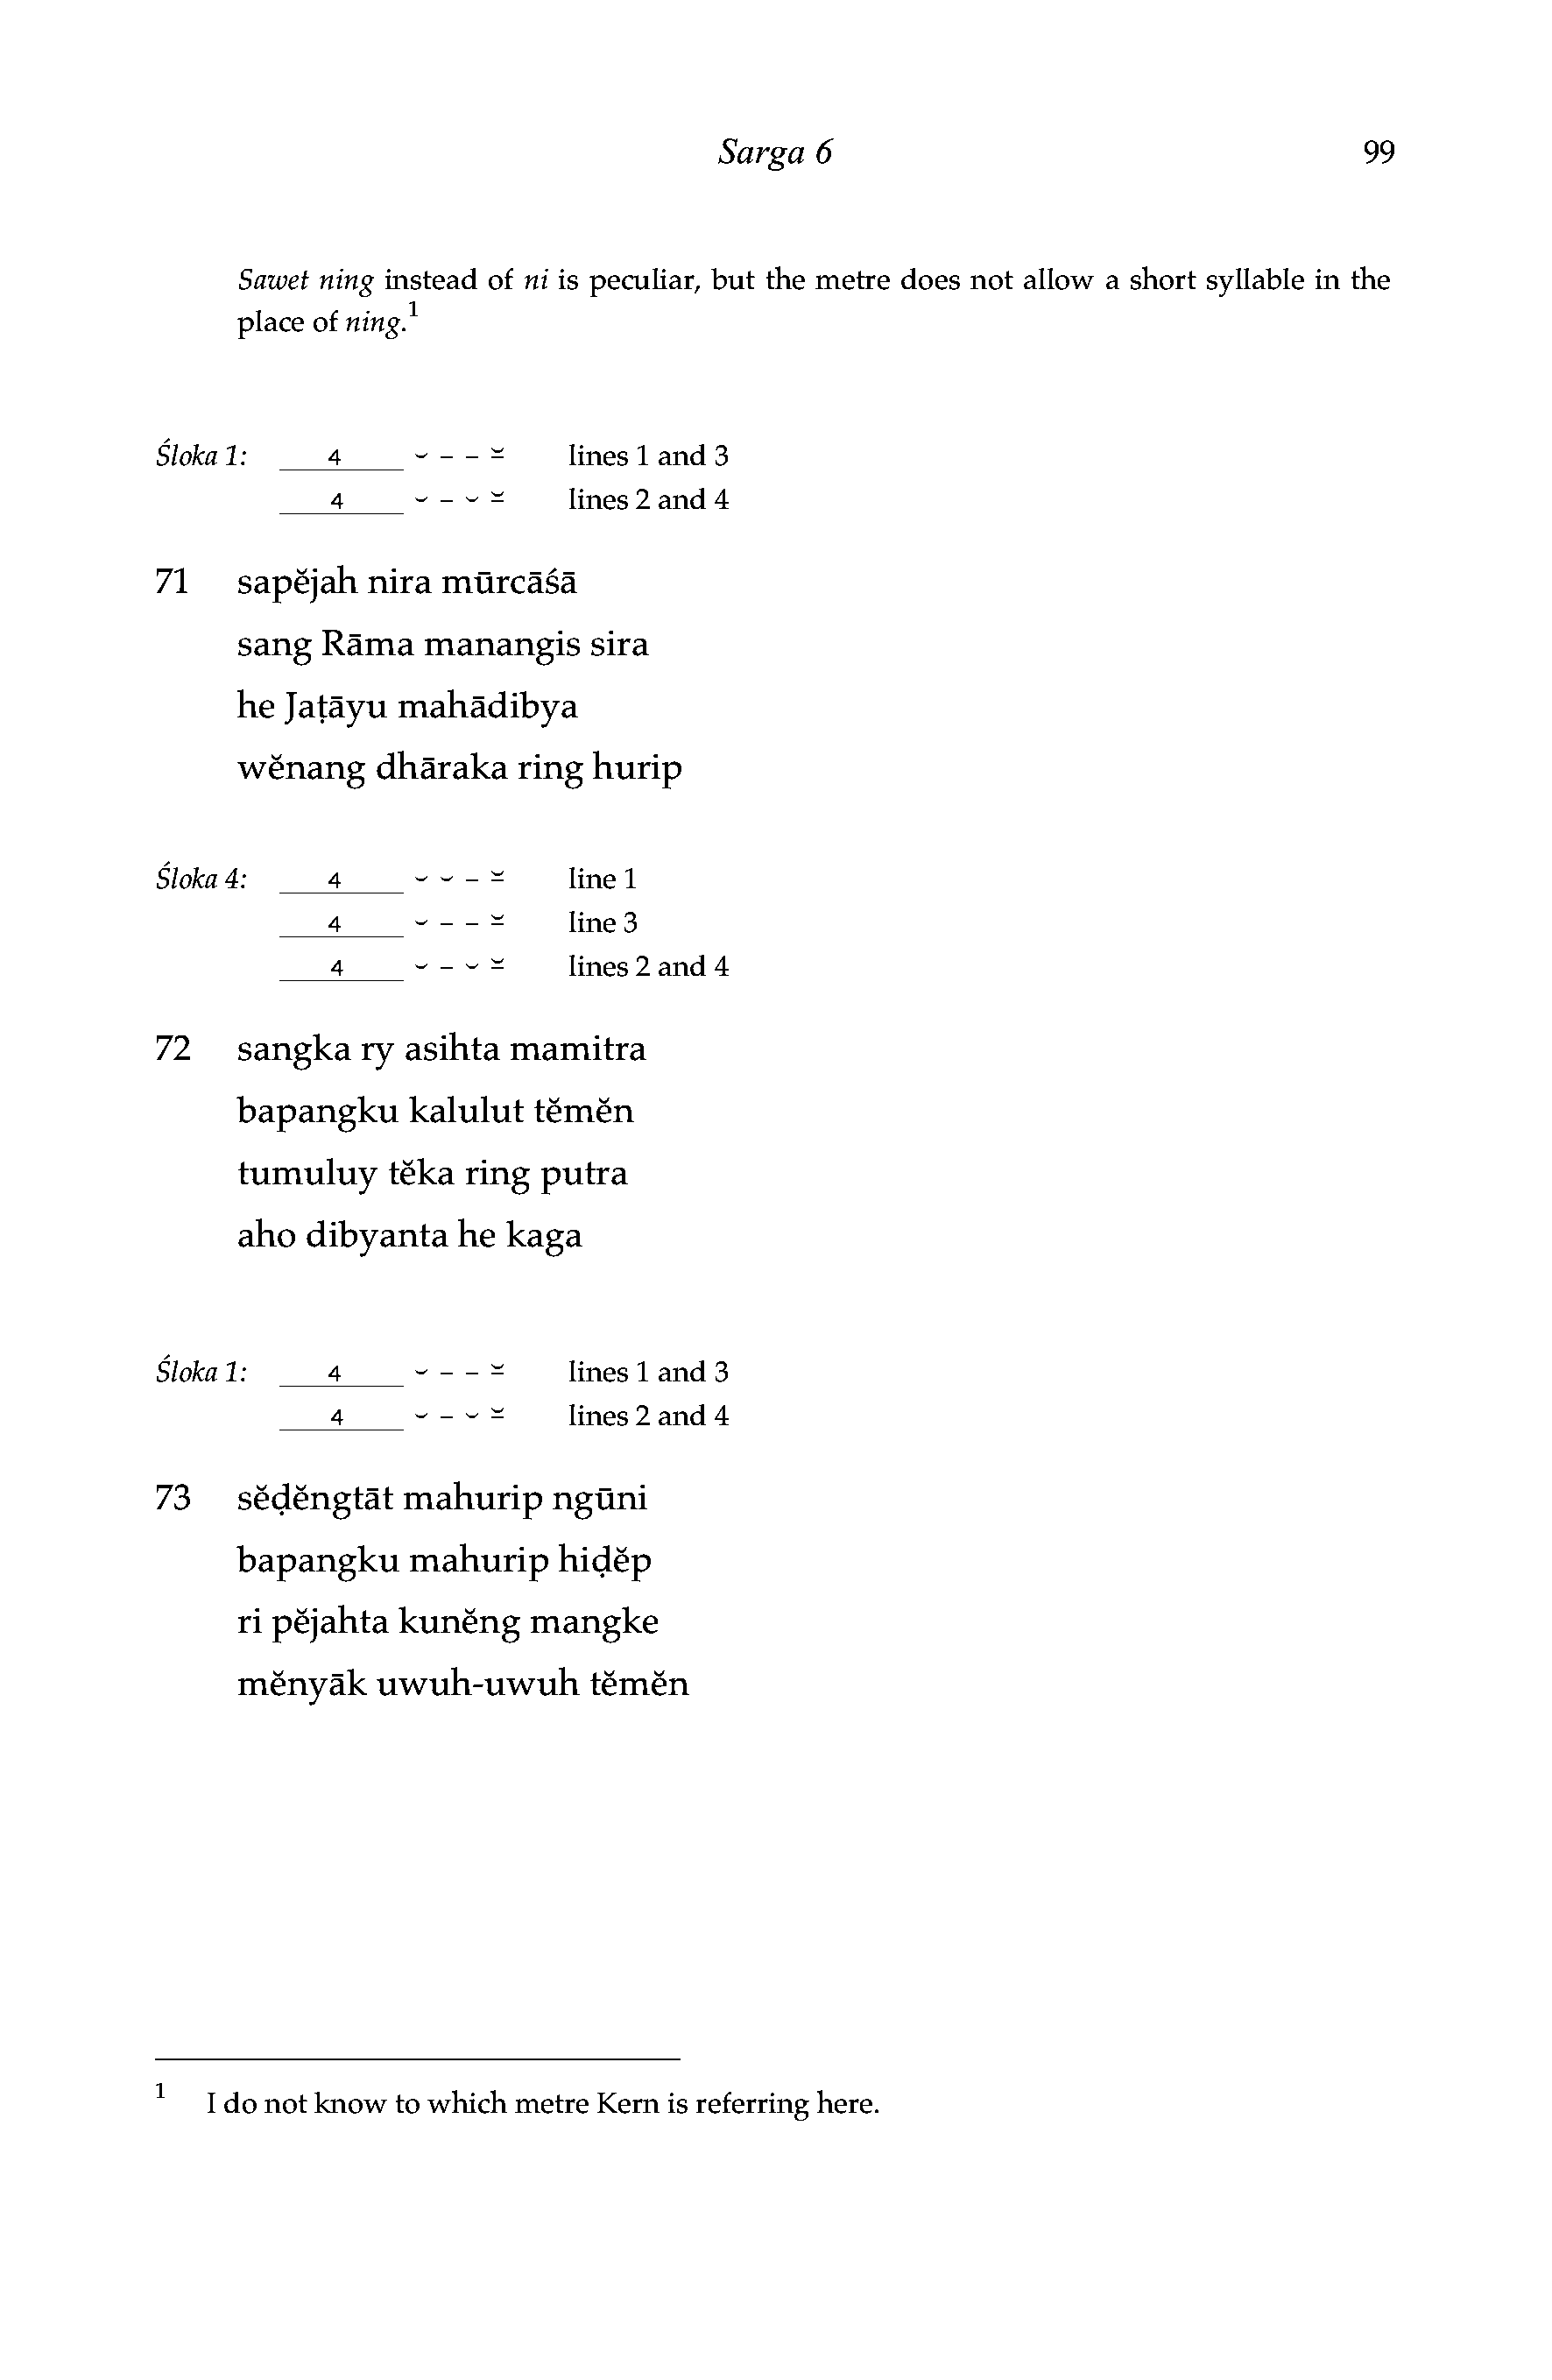 Sarga 6 99
Sawet ning instead of ni is peculiar, but the metre does not allow a short syllable in the
place of ning.¹
Śloka 1: 4 ⏑ – – ⏓ lines 1 and 3
4 ⏑ – ⏑ ⏓ lines 2 and 4
71 sapĕjah nira mūrcāśā
sang Rāma manangis sira
he Jaṭāyu mahādibya
wĕnang dhāraka ring hurip
Śloka 4: 4 ⏑ ⏑ – ⏓ line 1
4 ⏑ – – ⏓ line 3
4 ⏑ – ⏑ ⏓ lines 2 and 4
72 sangka ry asihta mamitra
bapangku kalulut tĕmĕn
tumuluy tĕka ring putra
aho dibyanta he kaga
Śloka 1: 4 ⏑ – – ⏓ lines 1 and 3
4 ⏑ – ⏑ ⏓ lines 2 and 4
73 sĕḍĕngtāt mahurip ngūni
bapangku mahurip hiḍĕp
ri pĕjahta kunĕng mangke
mĕnyāk uwuh-uwuh tĕmĕn
¹ I do not know to which metre Kern is referring here.